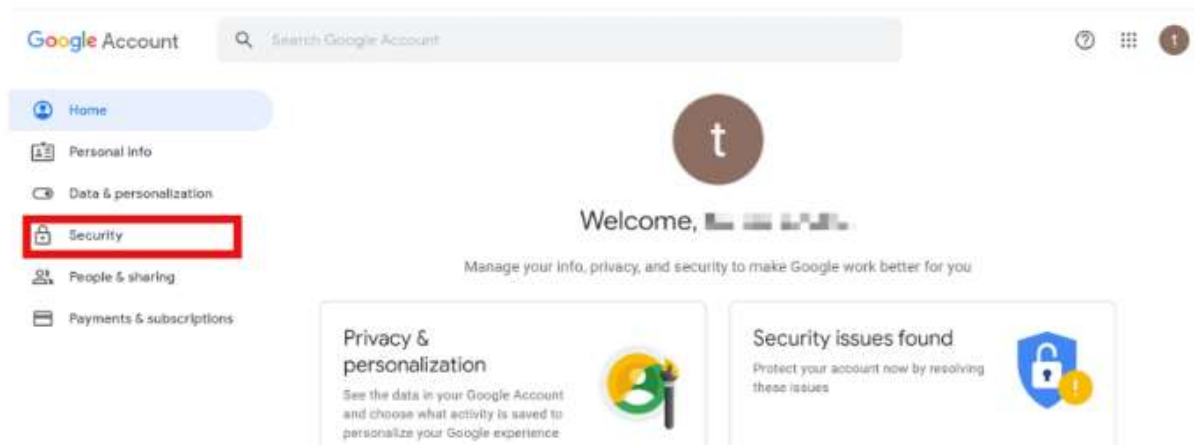 Google Account
Search Google Account
t
Home
Personal info
Data & personalization
Security
People & sharing
Payments & subscriptions
t
Welcome,
Manage your info, privacy, and security to make Google work better for you
Privacy &
personalization
See the data in your Google Account
and choose what activity is saved to
personalize your Google experience
Security issues found
Protect your account now by resolving
these issues